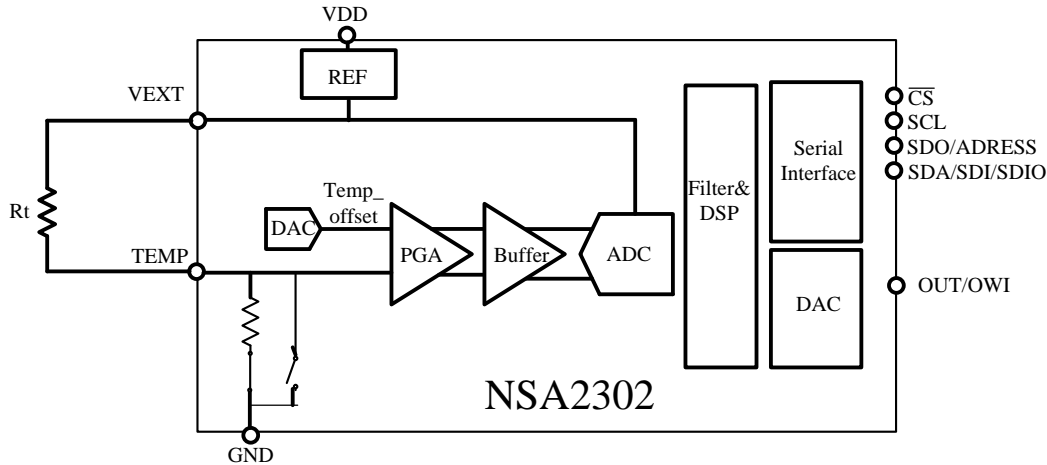 VDD
REF
VEXT
CS
SCL
SDO/ADRESS
SDA/SDI/SDIO
Serial
Interface
Filter&
DSP
Rt
Temp_
offset
DAC
PGA
Buffer
ADC
TEMP
OUT/OWI
DAC
NSA2302
GND